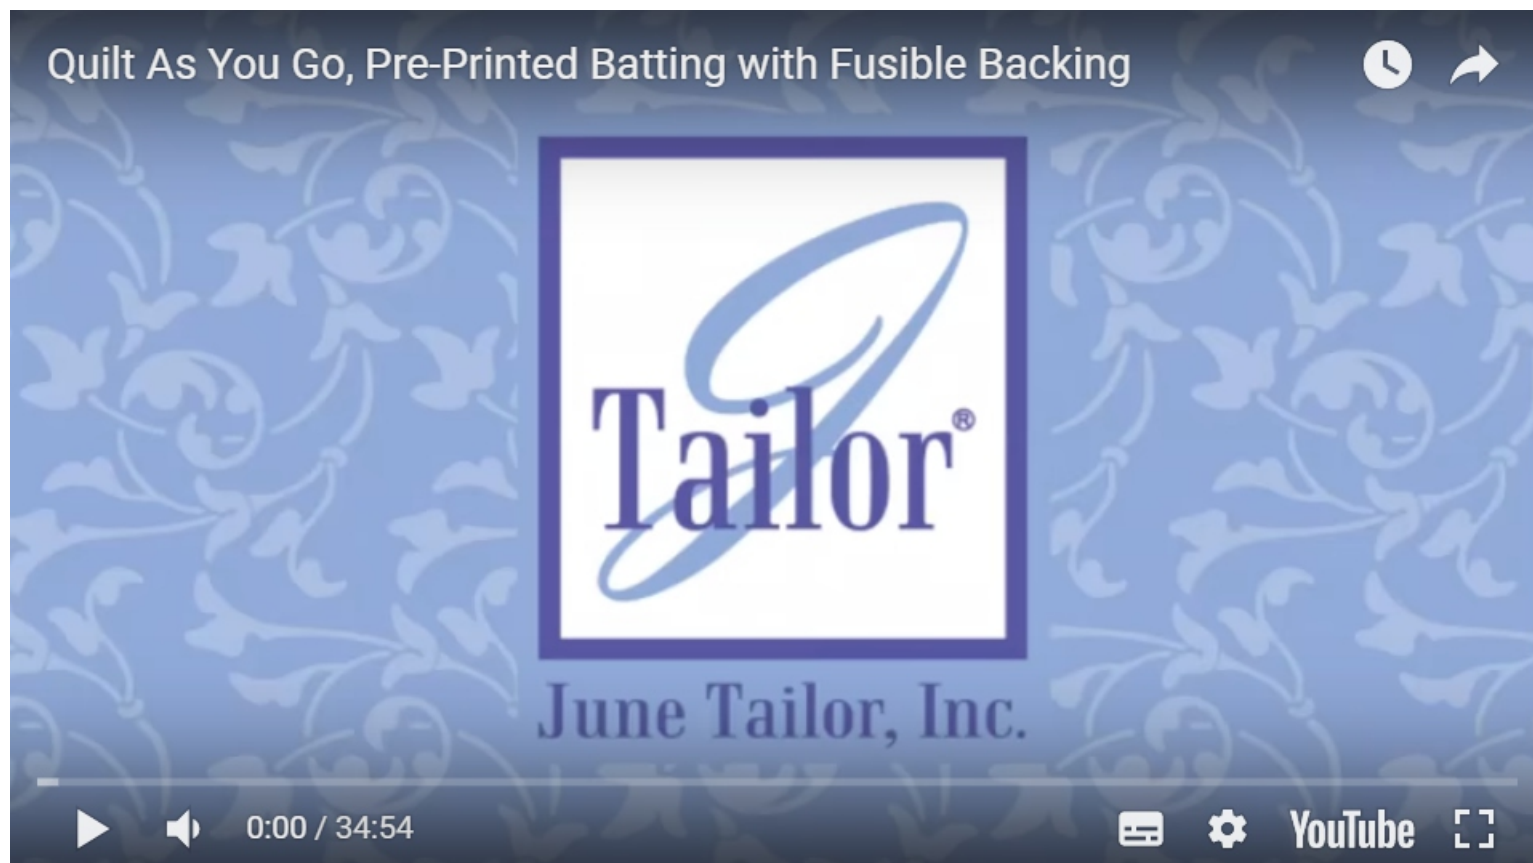 Quilt As You Go, Pre-Printed Batting with Fusible Backing
J
Tailor®
June Tailor, Inc.
0:00 / 34:54
YouTube